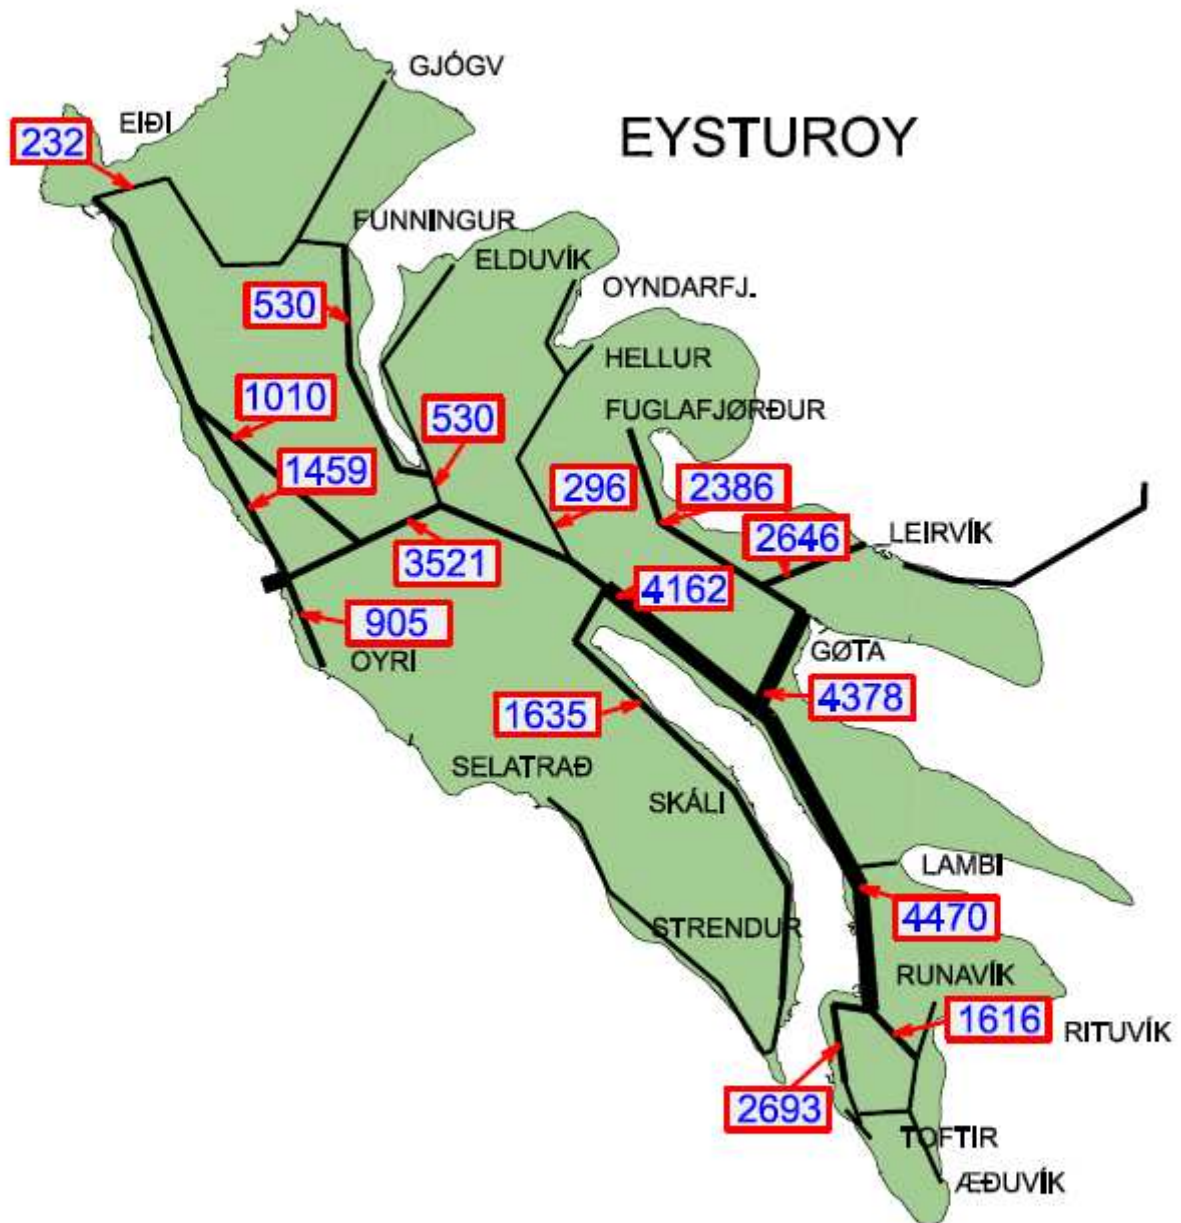 GJÓGV
EIÐI
EYSTUROY
232
FUNNINGUR
ELDUVÍK
OYNDARFJ.
530
HELLUR
1010
530
FUGLAFJØRÐUR
1459
296
2386
2646
LEIRVÍK
3521
4162
905
OYRI
GØTA
4378
1635
SELATRAÐ
SKÁLI
LAMBI
4470
STRENDUR
RUNAVÍK
1616
RITUVÍK
2693
TOFTIR
ÆÐUVÍK